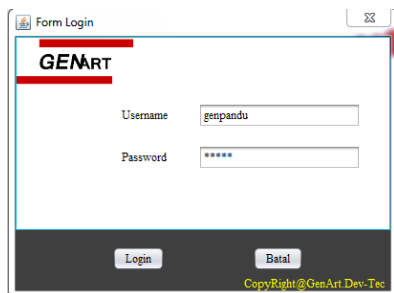 Form Login
GENART
Username genpandu
Password *****
Login Batal
CopyRight@GenArt.Dev-Tec